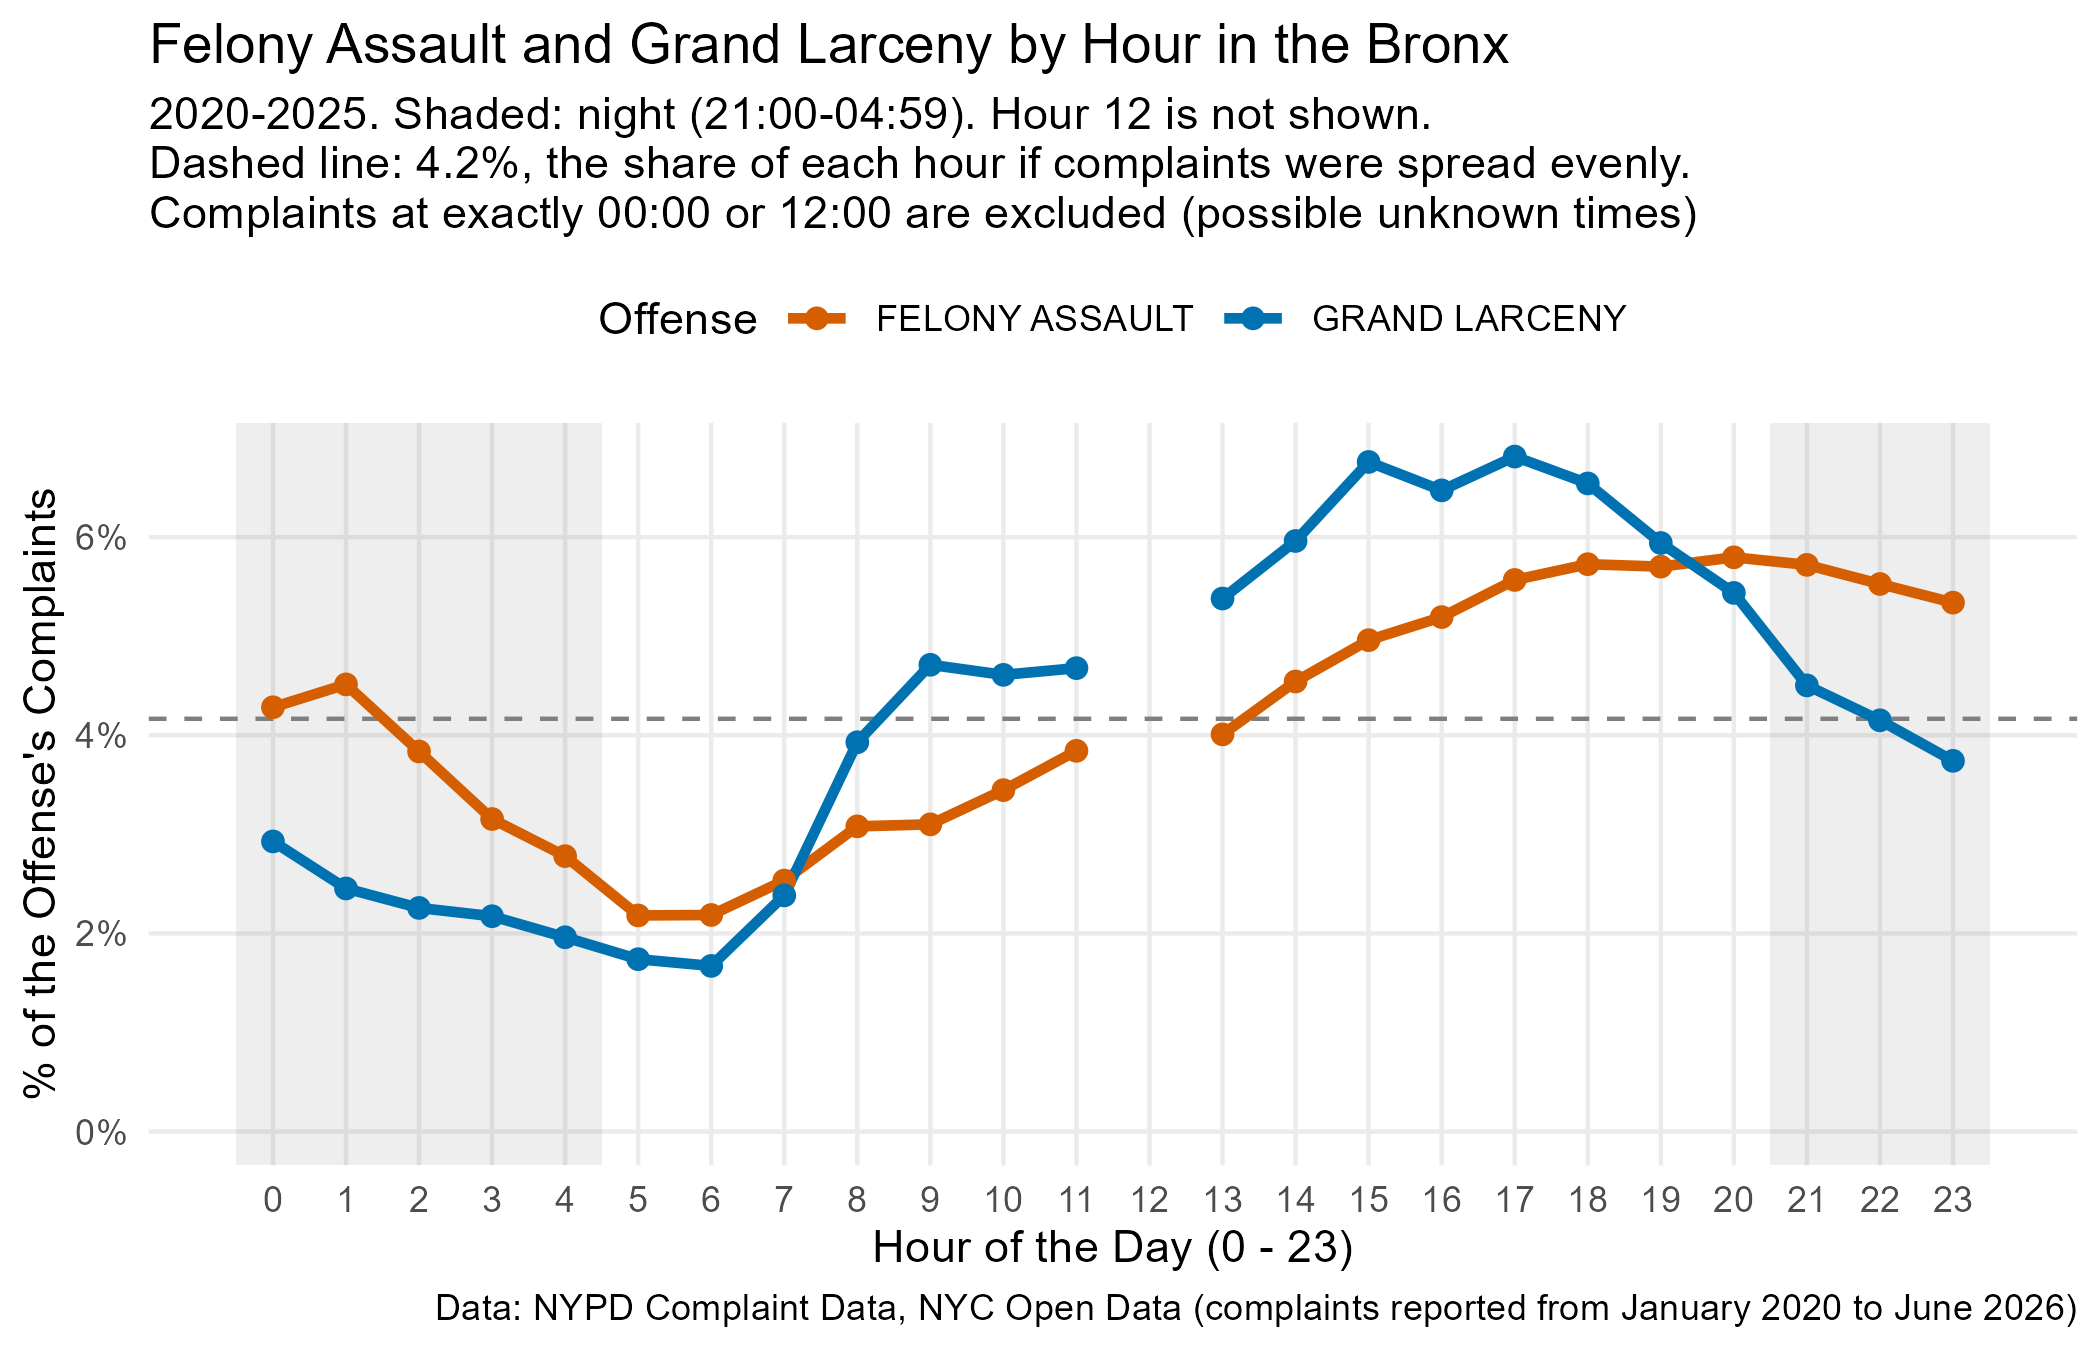 Felony Assault and Grand Larceny by Hour in the Bronx
2020-2025. Shaded: night (21:00-04:59). Hour 12 is not shown.
Dashed line: 4.2%, the share of each hour if complaints were spread evenly.
Complaints at exactly 00:00 or 12:00 are excluded (possible unknown times)
Offense FELONY ASSAULT GRAND LARCENY
% of the Offense's Complaints
6%
4%
2%
0%
0 1 2 3 4 5 6 7 8 9 10 11 12 13 14 15 16 17 18 19 20 21 22 23
Hour of the Day (0 - 23)
Data: NYPD Complaint Data, NYC Open Data (complaints reported from January 2020 to June 2026)